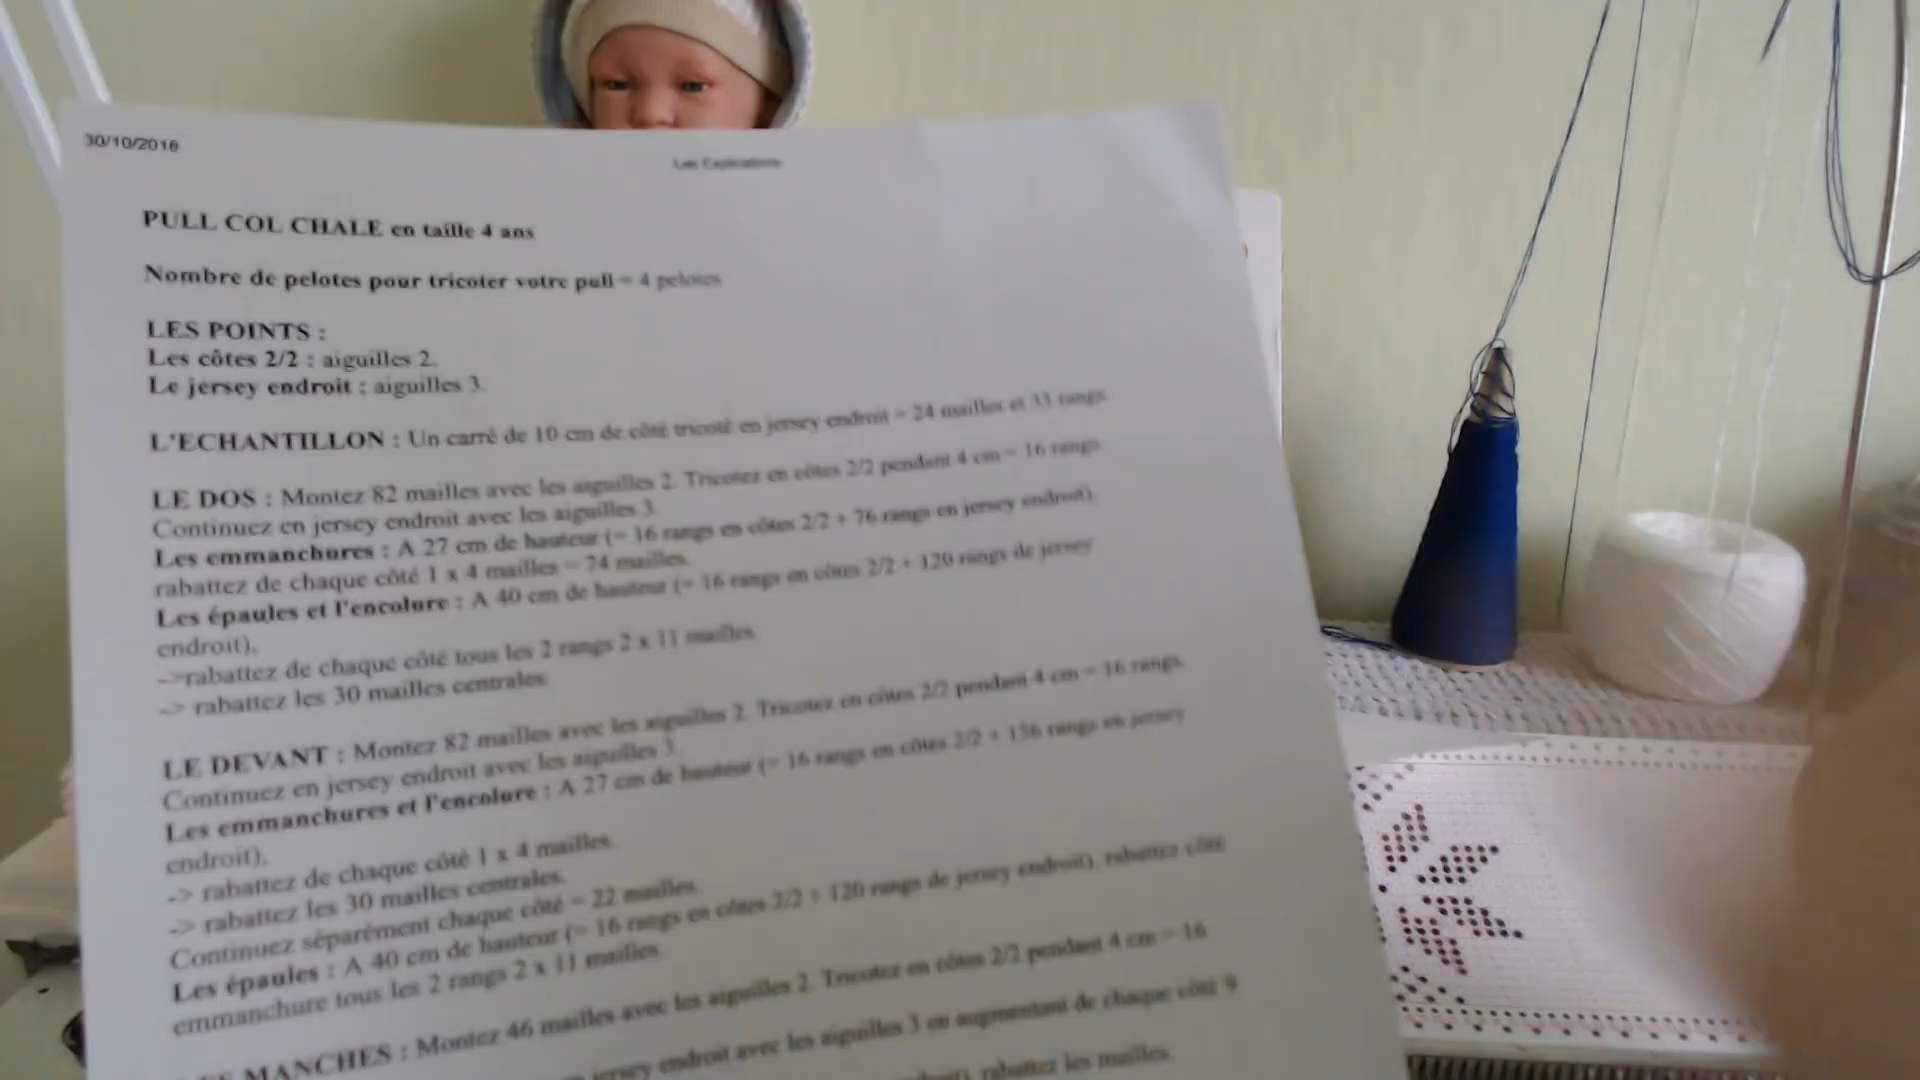 30/10/2018
Les Explications
PULL COL CHALE en taille 4 ans
Nombre de pelotes pour tricoter votre pull = 4 pelotes
LES POINTS :
Les côtes 2/2 : aiguilles 2.
Le jersey endroit : aiguilles 3.
L'ECHANTILLON : Un carré de 10 cm de côté tricoté en jersey endroit = 24 mailles et 33 rangs.
LE DOS : Montez 82 mailles avec les aiguilles 2. Tricotez en côtes 2/2 pendant 4 cm = 16 rangs.
Continuez en jersey endroit avec les aiguilles 3.
Les emmanchures : A 27 cm de hauteur (= 16 rangs en côtes 2/2 + 76 rangs en jersey endroit),
rabattez de chaque côté 1 x 4 mailles = 74 mailles.
Les épaules et l'encolure : A 40 cm de hauteur (= 16 rangs en côtes 2/2 + 120 rangs de jersey
endroit),
->rabattez de chaque côté tous les 2 rangs 2 x 11 mailles.
-> rabattez les 30 mailles centrales.
LE DEVANT : Montez 82 mailles avec les aiguilles 2. Tricotez en côtes 2/2 pendant 4 cm = 16 rangs.
Continuez en jersey endroit avec les aiguilles 3.
Les emmanchures et l'encolure : A 27 cm de hauteur (= 16 rangs en côtes 2/2 + 156 rangs en jersey
endroit),
-> rabattez de chaque côté 1 x 4 mailles.
-> rabattez les 30 mailles centrales.
Continuez séparément chaque côté = 22 mailles.
Les épaules : A 40 cm de hauteur (= 16 rangs en côtes 2/2 + 120 rangs de jersey endroit), rabattez côté
emmanchure tous les 2 rangs 2 x 11 mailles.
MANCHES : Montez 46 mailles avec les aiguilles 2. Tricotez en côtes 2/2 pendant 4 cm = 16
jersey endroit avec les aiguilles 3 en augmentant de chaque côté 9
rabattez les mailles.